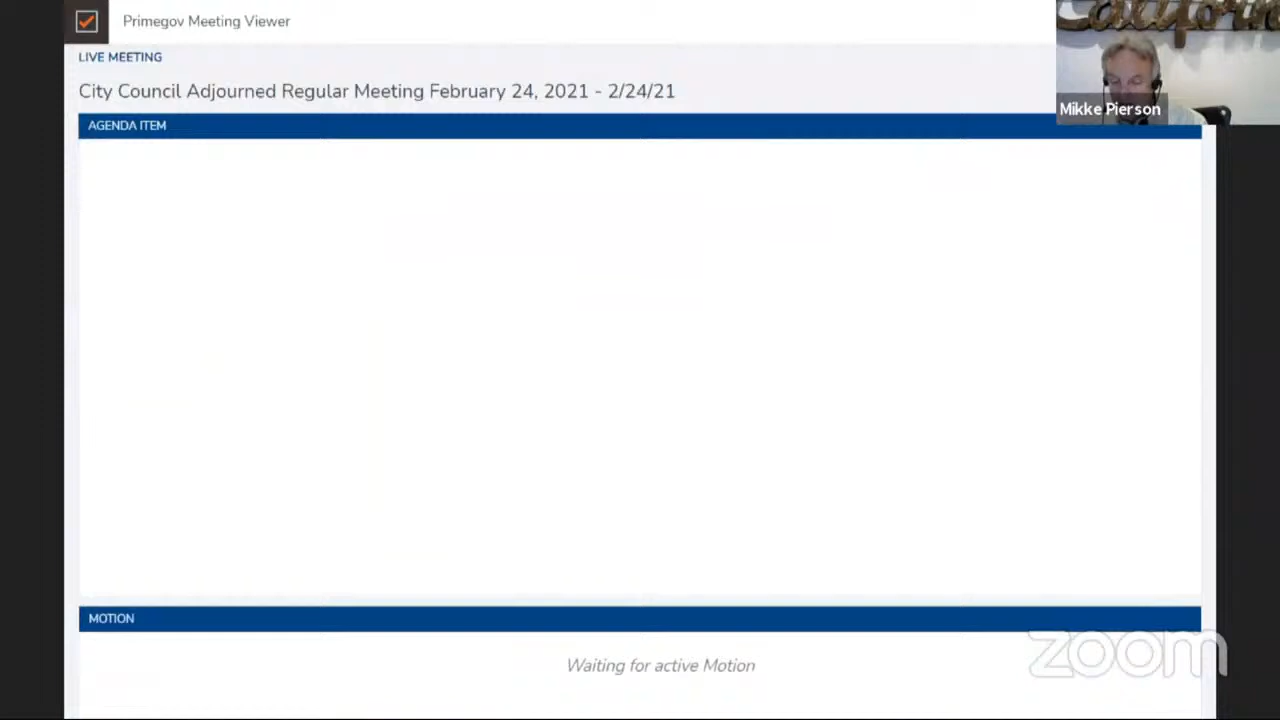 Primegov Meeting Viewer
LIVE MEETING
City Council Adjourned Regular Meeting February 24, 2021 - 2/24/21
AGENDA ITEM
California
Mikke Pierson
MOTION
Waiting for active Motion
zoom